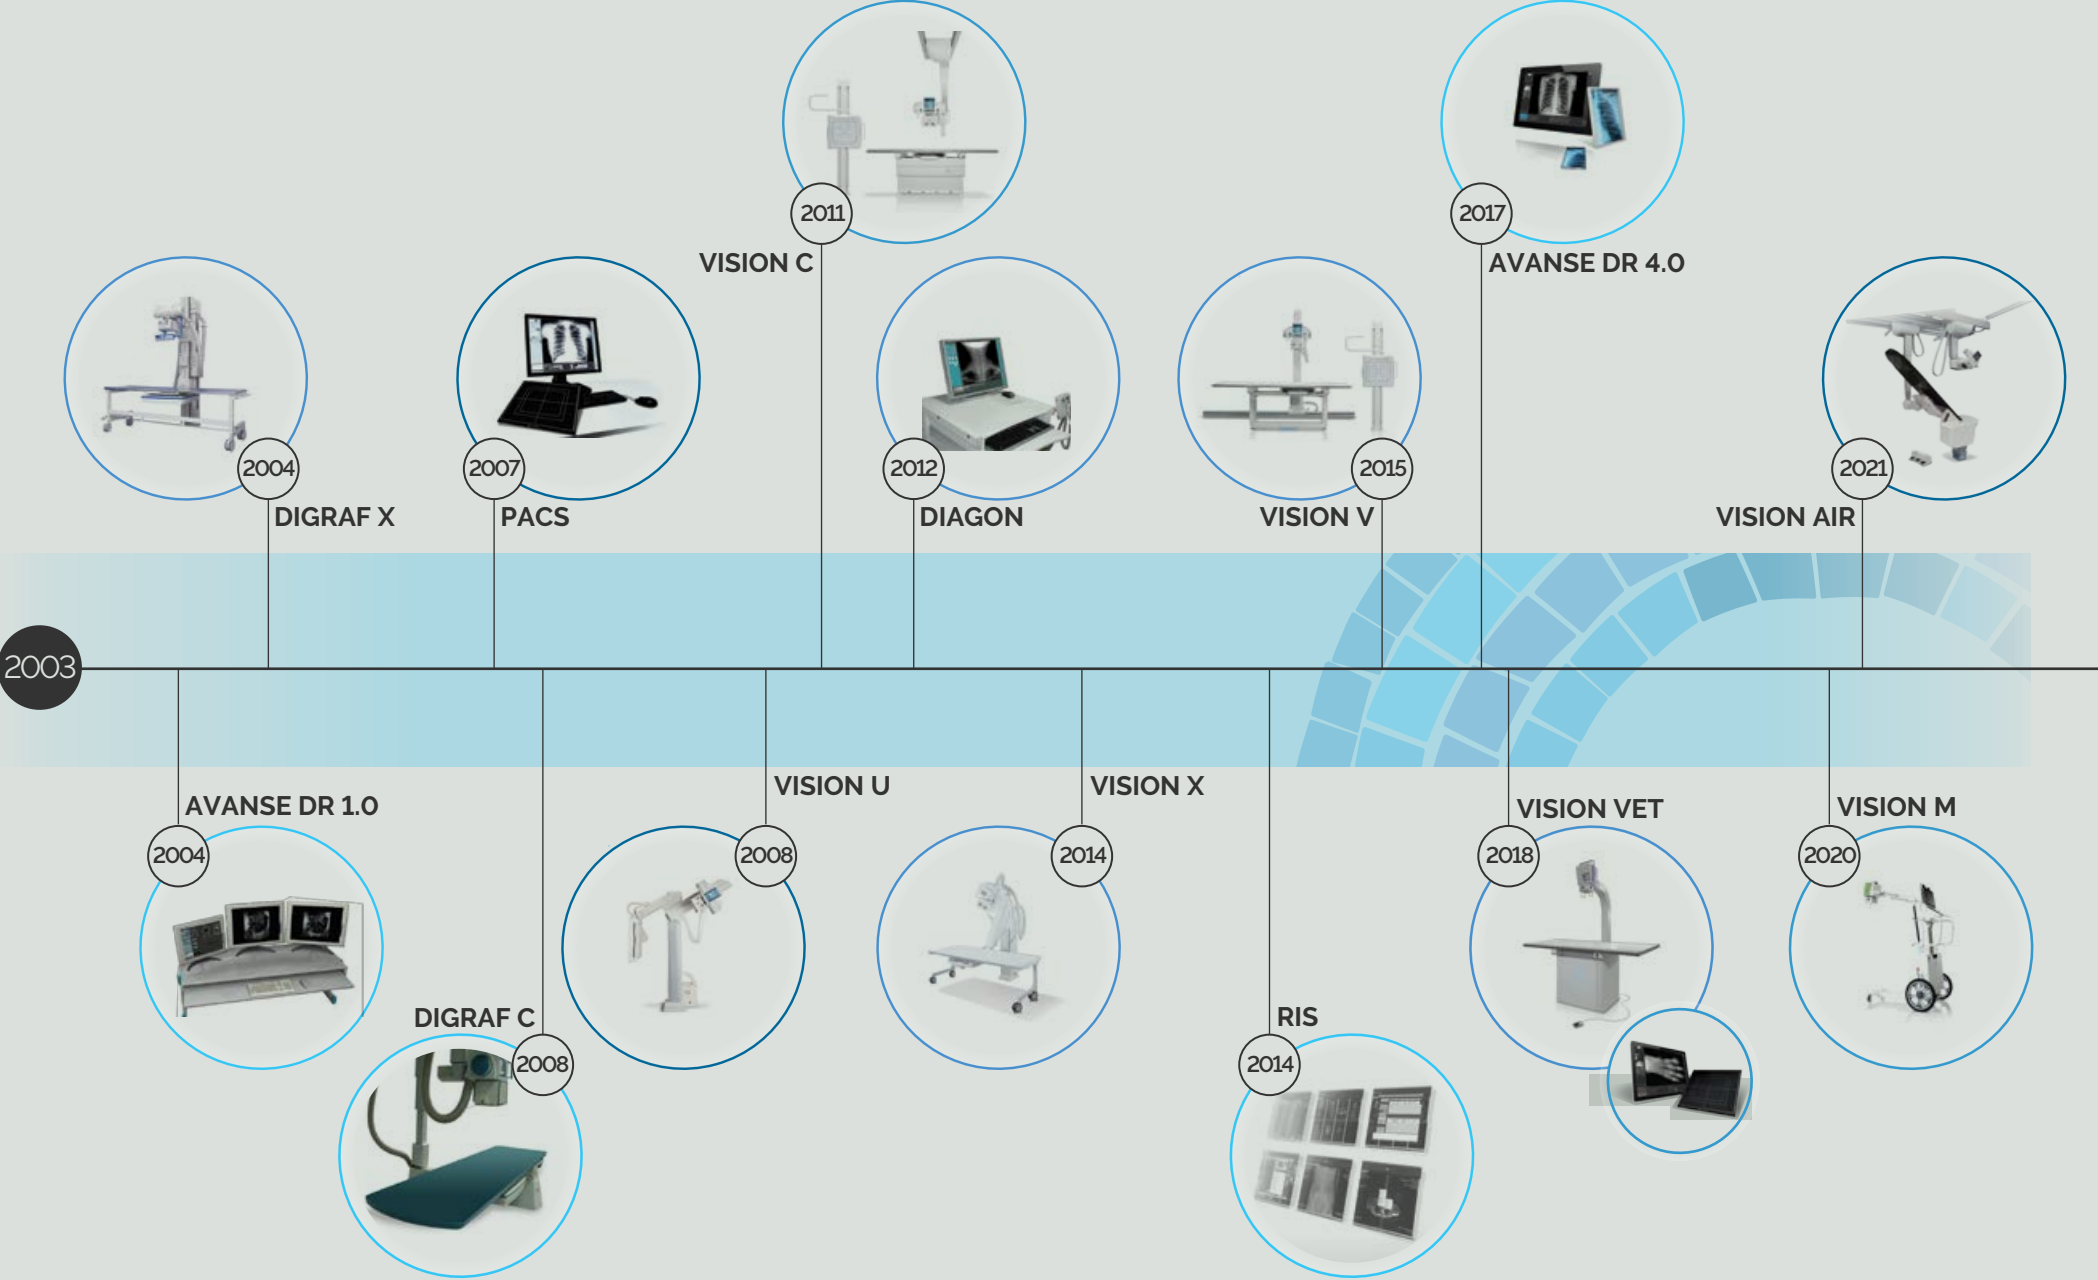 2011
2017
VISION C
AVANSE DR 4.0
2004
2007
2012
2015
2021
DIGRAF X
PACS
DIAGON
VISION V
VISION AIR
2003
VISION U
VISION X
AVANSE DR 1.0
VISION VET
VISION M
2004
2008
2014
2018
2020
DIGRAF C
RIS
2008
2014